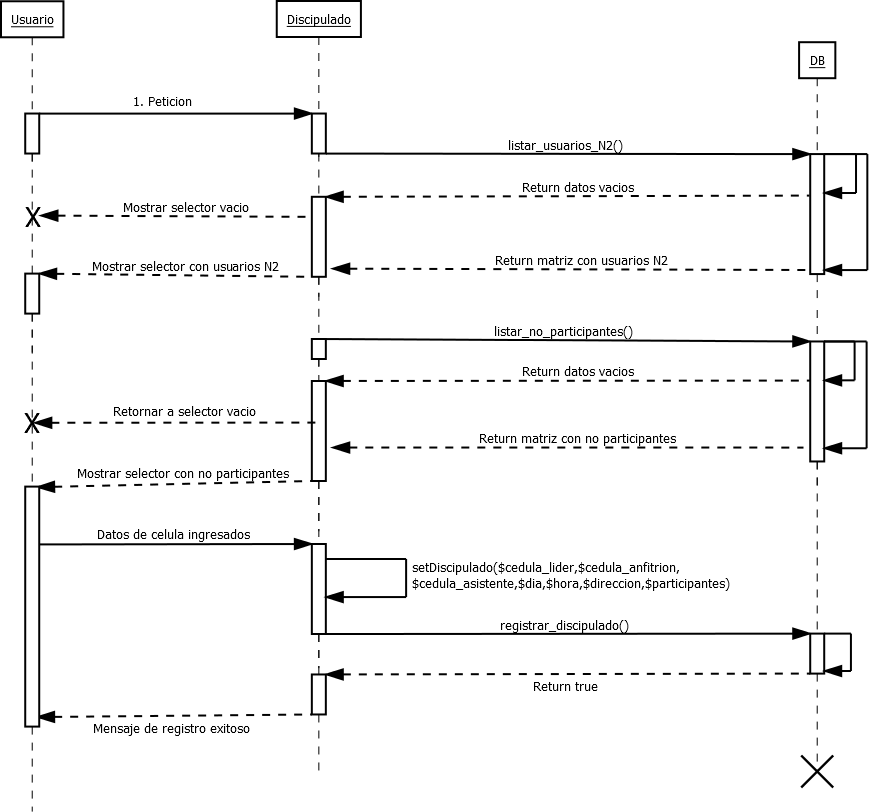 Usuario
Discipulado
DB
1. Peticion
listar_usuarios_N2()
Return datos vacios
Mostrar selector vacio
Return matriz con usuarios N2
Mostrar selector con usuarios N2
listar_no_participantes()
Return datos vacios
Retornar a selector vacio
Return matriz con no participantes
Mostrar selector con no participantes
Datos de celula ingresados
setDiscipulado($cedula_lider,$cedula_anfitrion,
$cedula_asistente,$dia,$hora,$direccion,$participantes)
registrar_discipulado()
Return true
Mensaje de registro exitoso